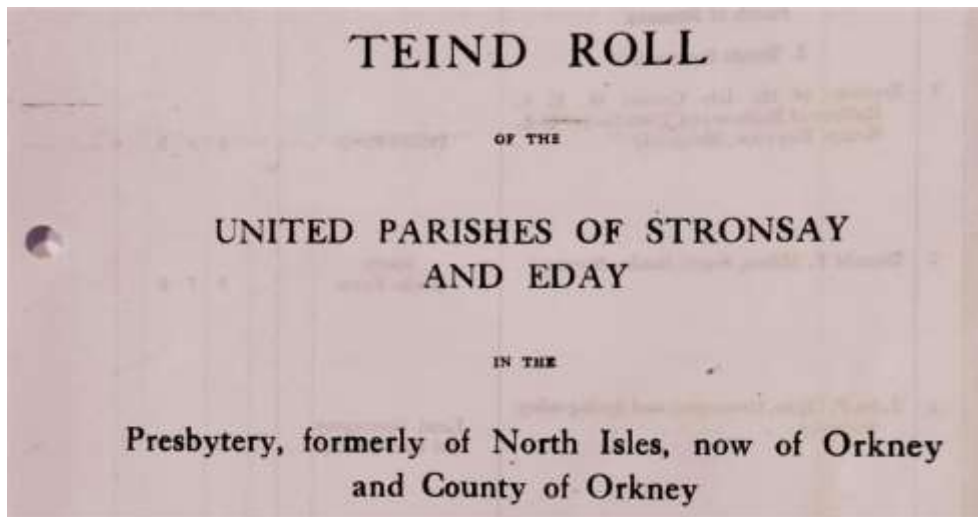 TEIND ROLL
OF THE
UNITED PARISHES OF STRONSAY
AND EDAY
IN THE
Presbytery, formerly of North Isles, now of Orkney
and County of Orkney